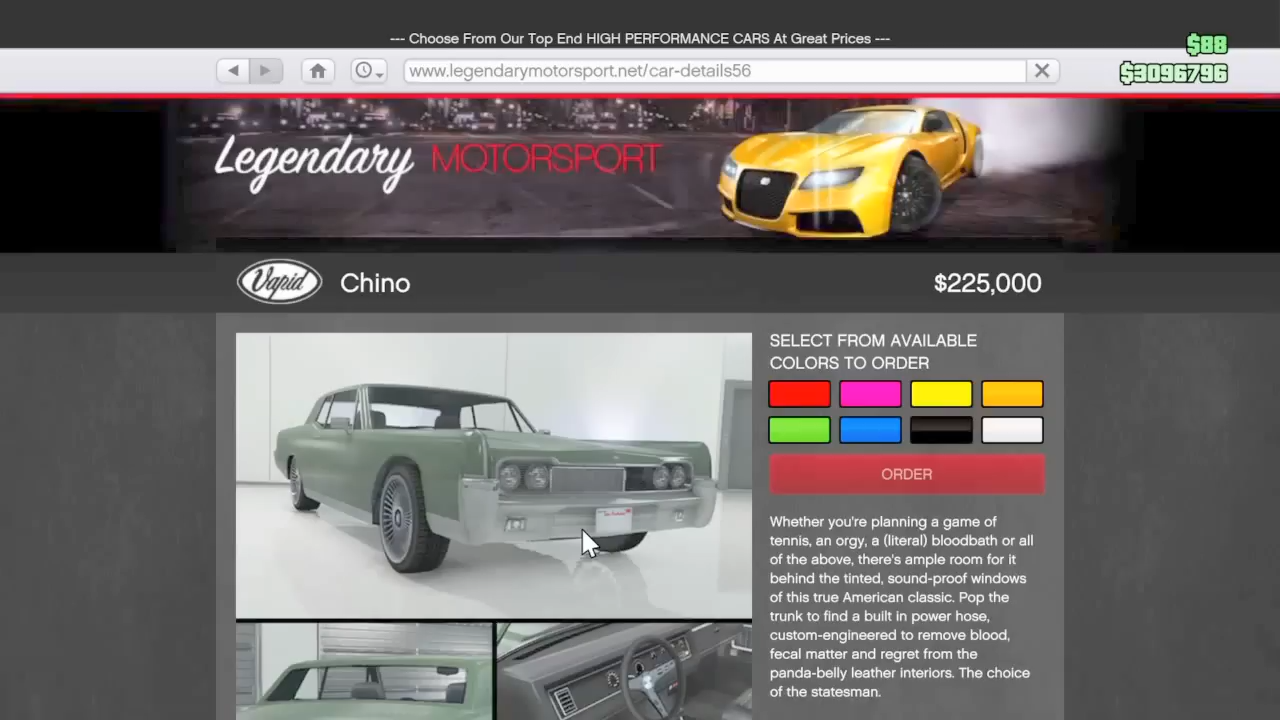 --- Choose From Our Top End HIGH PERFORMANCE CARS At Great Prices ---
$88
$3096796
www.legendarymotorsport.net/car-details56
Legendary MOTORSPORT
Vapid
Chino
$225,000
SELECT FROM AVAILABLE
COLORS TO ORDER
ORDER
Whether you're planning a game of
tennis, an orgy, a (literal) bloodbath or all
of the above, there's ample room for it
behind the tinted, sound-proof windows
of this true American classic. Pop the
trunk to find a built in power hose,
custom-engineered to remove blood,
fecal matter and regret from the
panda-belly leather interiors. The choice
of the statesman.